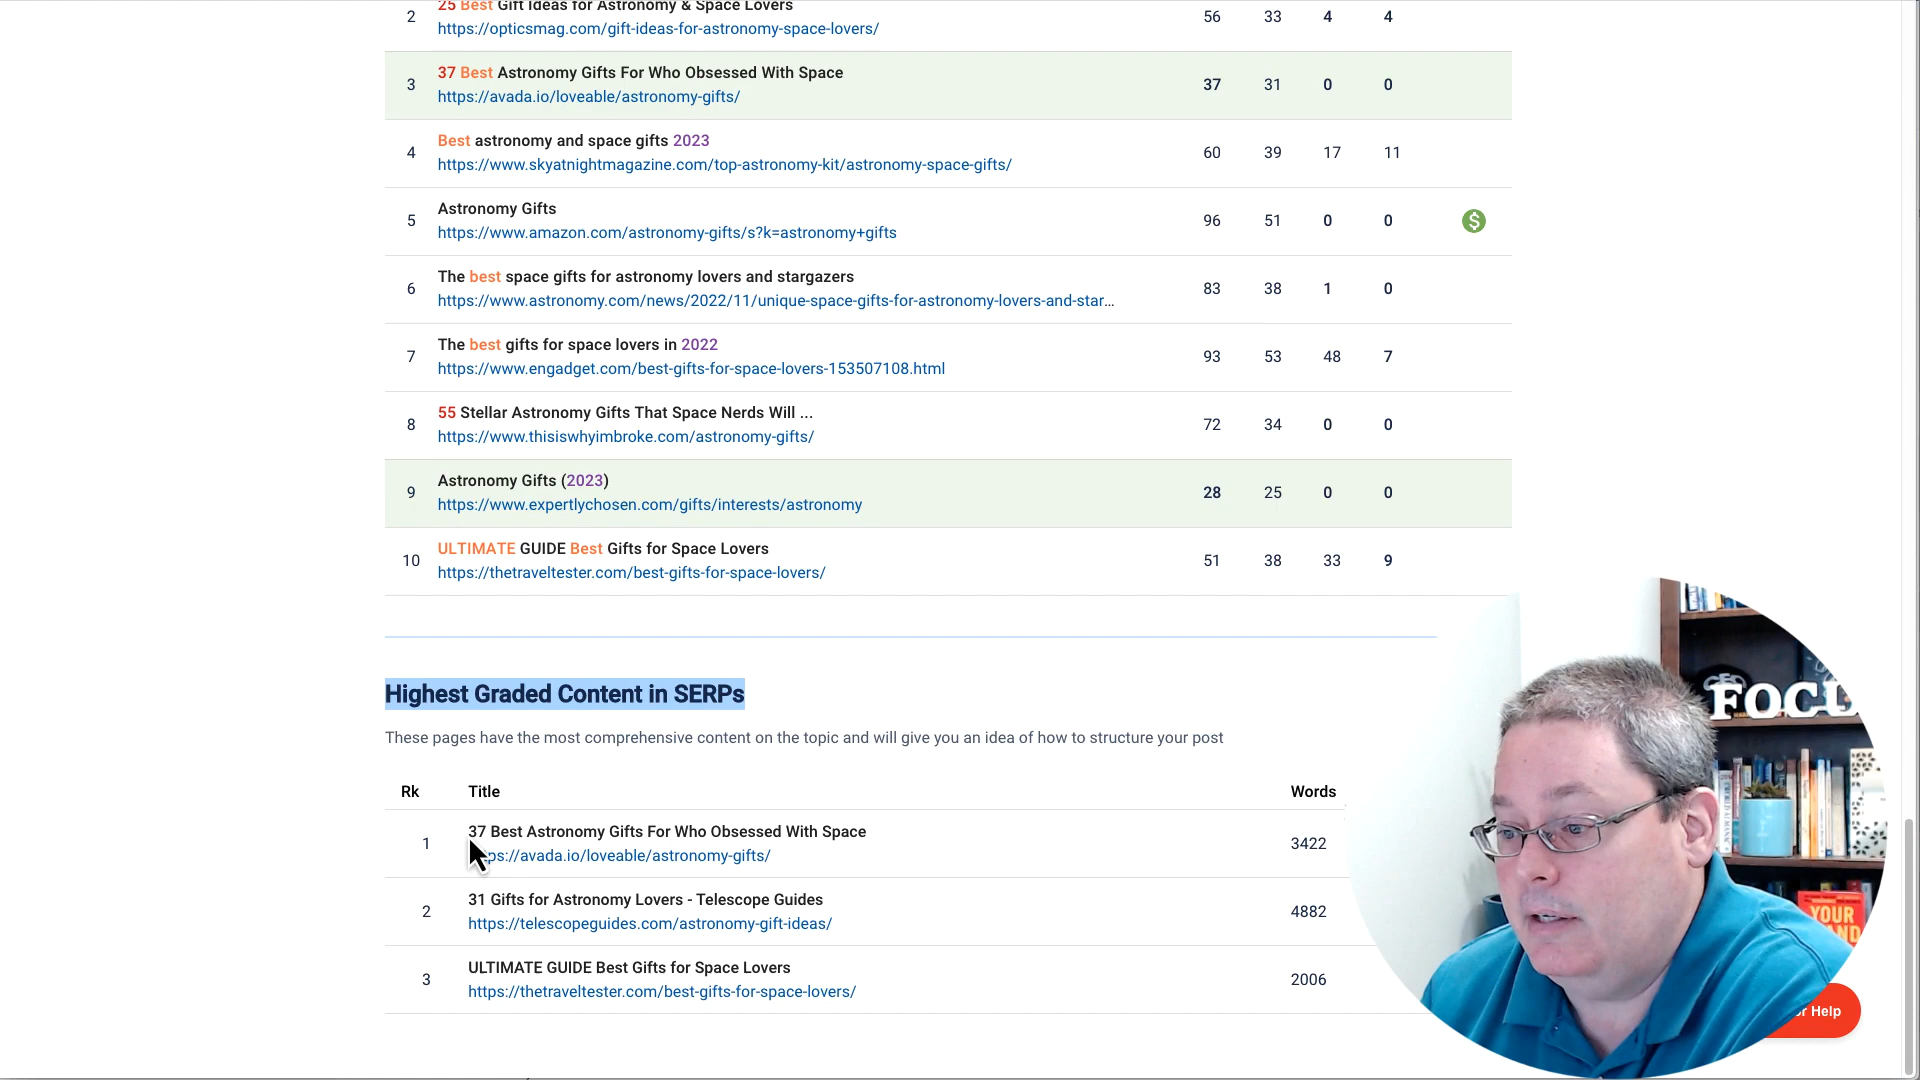 25 Best Gift Ideas for Astronomy & Space Lovers
2 56 33 4 4
https://opticsmag.com/gift-ideas-for-astronomy-space-lovers/
37 Best Astronomy Gifts For Who Obsessed With Space
3 37 31 0 0
https://avada.io/loveable/astronomy-gifts/
Best astronomy and space gifts 2023
4 60 39 17 11
https://www.skyatnightmagazine.com/top-astronomy-kit/astronomy-space-gifts/
Astronomy Gifts
5 96 51 0 0 $
https://www.amazon.com/astronomy-gifts/s?k=astronomy+gifts
The best space gifts for astronomy lovers and stargazers
6 83 38 1 0
https://www.astronomy.com/news/2022/11/unique-space-gifts-for-astronomy-lovers-and-star...
The best gifts for space lovers in 2022
7 93 53 48 7
https://www.engadget.com/best-gifts-for-space-lovers-153507108.html
55 Stellar Astronomy Gifts That Space Nerds Will ...
8 72 34 0 0
https://www.thisiswhyimbroke.com/astronomy-gifts/
Astronomy Gifts (2023)
9 28 25 0 0
https://www.expertlychosen.com/gifts/interests/astronomy
ULTIMATE GUIDE Best Gifts for Space Lovers
10 51 38 33 9
https://thetraveltester.com/best-gifts-for-space-lovers/
Highest Graded Content in SERPs
These pages have the most comprehensive content on the topic and will give you an idea of how to structure your post
Rk Title Words
37 Best Astronomy Gifts For Who Obsessed With Space
1 3422
ps://avada.io/loveable/astronomy-gifts/
31 Gifts for Astronomy Lovers - Telescope Guides
2 4882
https://telescopeguides.com/astronomy-gift-ideas/
ULTIMATE GUIDE Best Gifts for Space Lovers
3 2006
https://thetraveltester.com/best-gifts-for-space-lovers/
FOCU
YOUR
Help